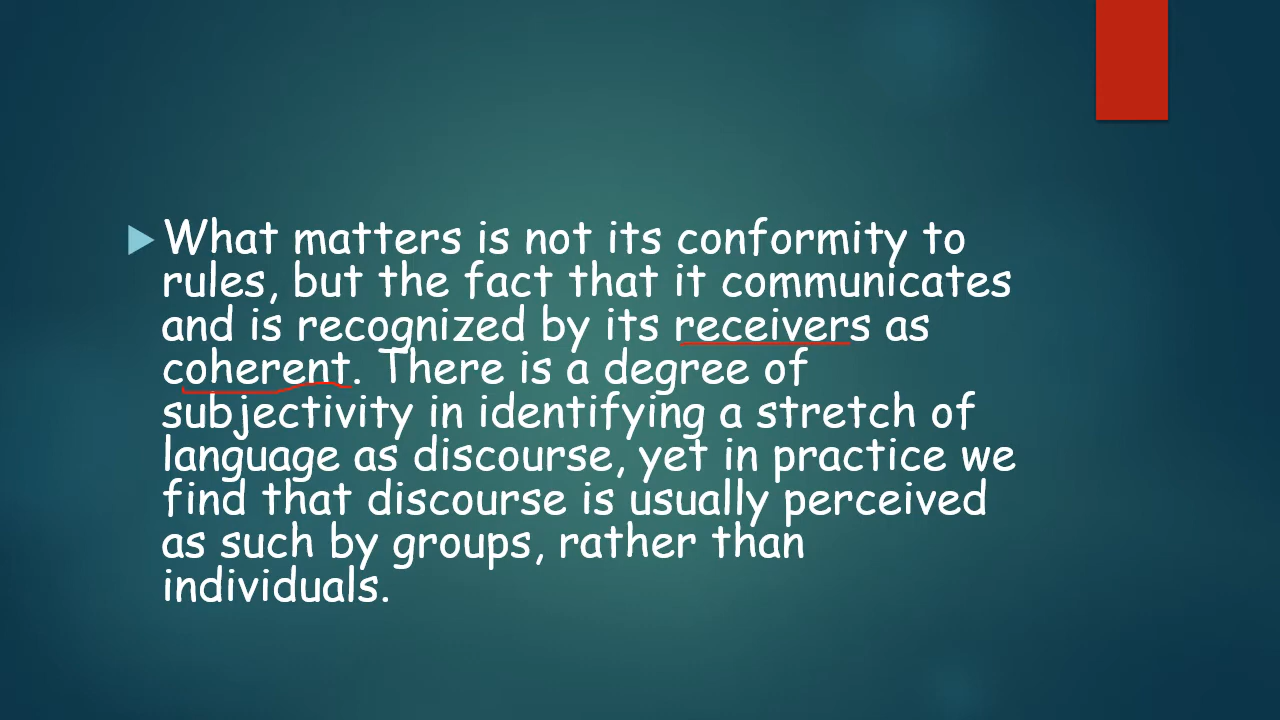 What matters is not its conformity to
rules, but the fact that it communicates
and is recognized by its receivers as
coherent. There is a degree of
subjectivity in identifying a stretch of
language as discourse, yet in practice we
find that discourse is usually perceived
as such by groups, rather than
individuals.